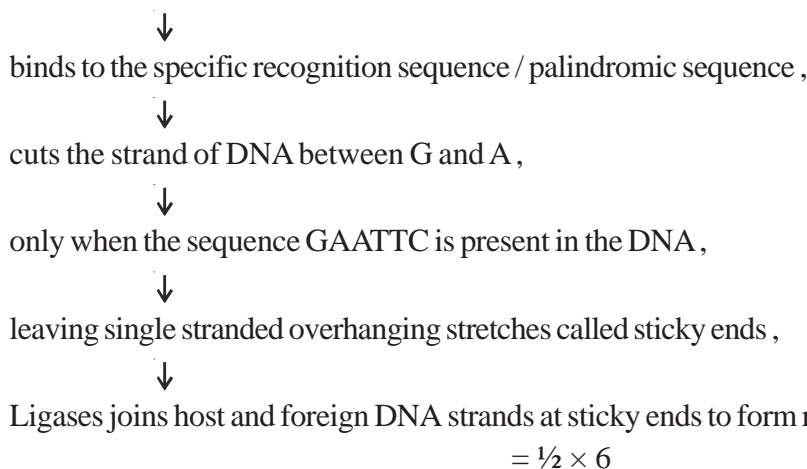 ↓
binds to the specific recognition sequence / palindromic sequence ,
↓
cuts the strand of DNA between G and A ,
↓
only when the sequence GAATTC is present in the DNA ,
↓
leaving single stranded overhanging stretches called sticky ends ,
↓
Ligases joins host and foreign DNA strands at sticky ends to form
= ½ × 6